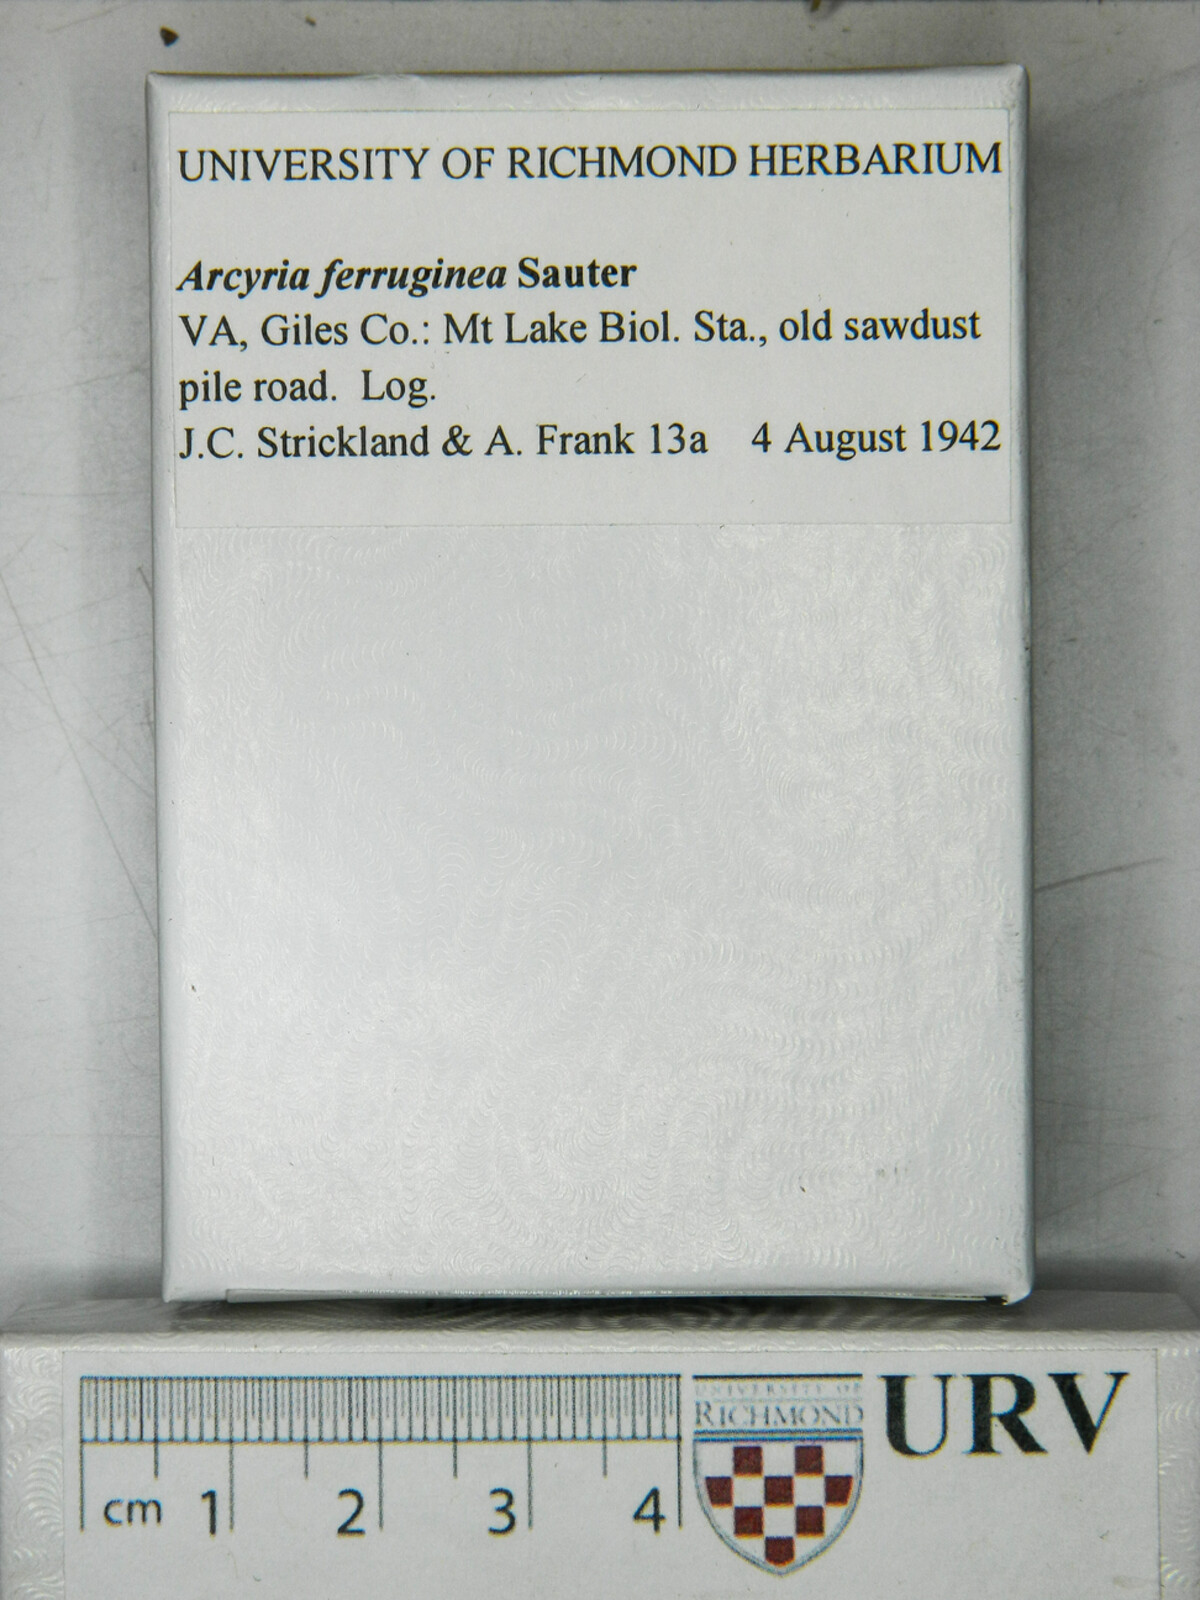 UNIVERSITY OF RICHMOND HERBARIUM
Arcyria ferruginea Sauter
VA, Giles Co.: Mt Lake Biol. Sta., old sawdust
pile road. Log.
J.C. Strickland & A. Frank 13a 4 August 1942
UNIVERSITY OF
RICHMOND
URV
cm 1 2 3 4